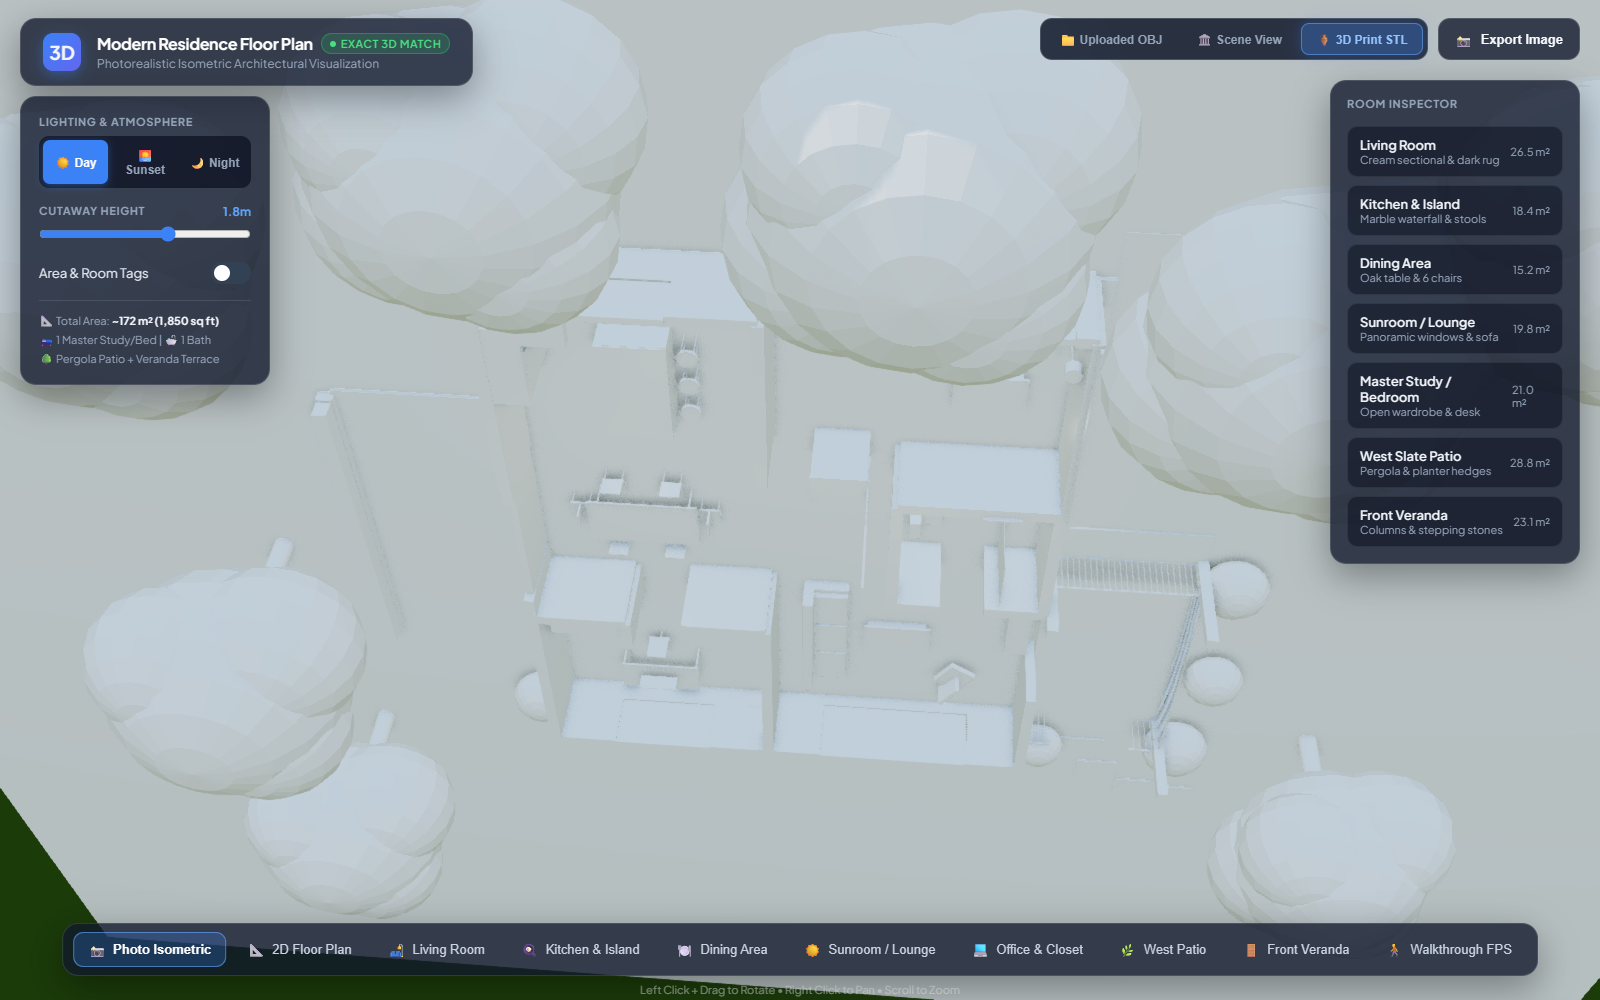 3D
Modern Residence Floor Plan
EXACT 3D MATCH
Photorealistic Isometric Architectural Visualization
Uploaded OBJ
Scene View
3D Print STL
Export Image
LIGHTING & ATMOSPHERE
Day
Sunset
Night
CUTAWAY HEIGHT
1.8m
Area & Room Tags
Total Area: ~172 m² (1,850 sq ft)
1 Master Study/Bed | 1 Bath
Pergola Patio + Veranda Terrace
ROOM INSPECTOR
Living Room
Cream sectional & dark rug
26.5 m²
Kitchen & Island
Marble waterfall & stools
18.4 m²
Dining Area
Oak table & 6 chairs
15.2 m²
Sunroom / Lounge
Panoramic windows & sofa
19.8 m²
Master Study /
Bedroom
Open wardrobe & desk
21.0
m²
West Slate Patio
Pergola & planter hedges
28.8 m²
Front Veranda
Columns & stepping stones
23.1 m²
Photo Isometric
2D Floor Plan
Living Room
Kitchen & Island
Dining Area
Sunroom / Lounge
Office & Closet
West Patio
Front Veranda
Walkthrough FPS
Left Click + Drag to Rotate • Right Click to Pan • Scroll to Zoom